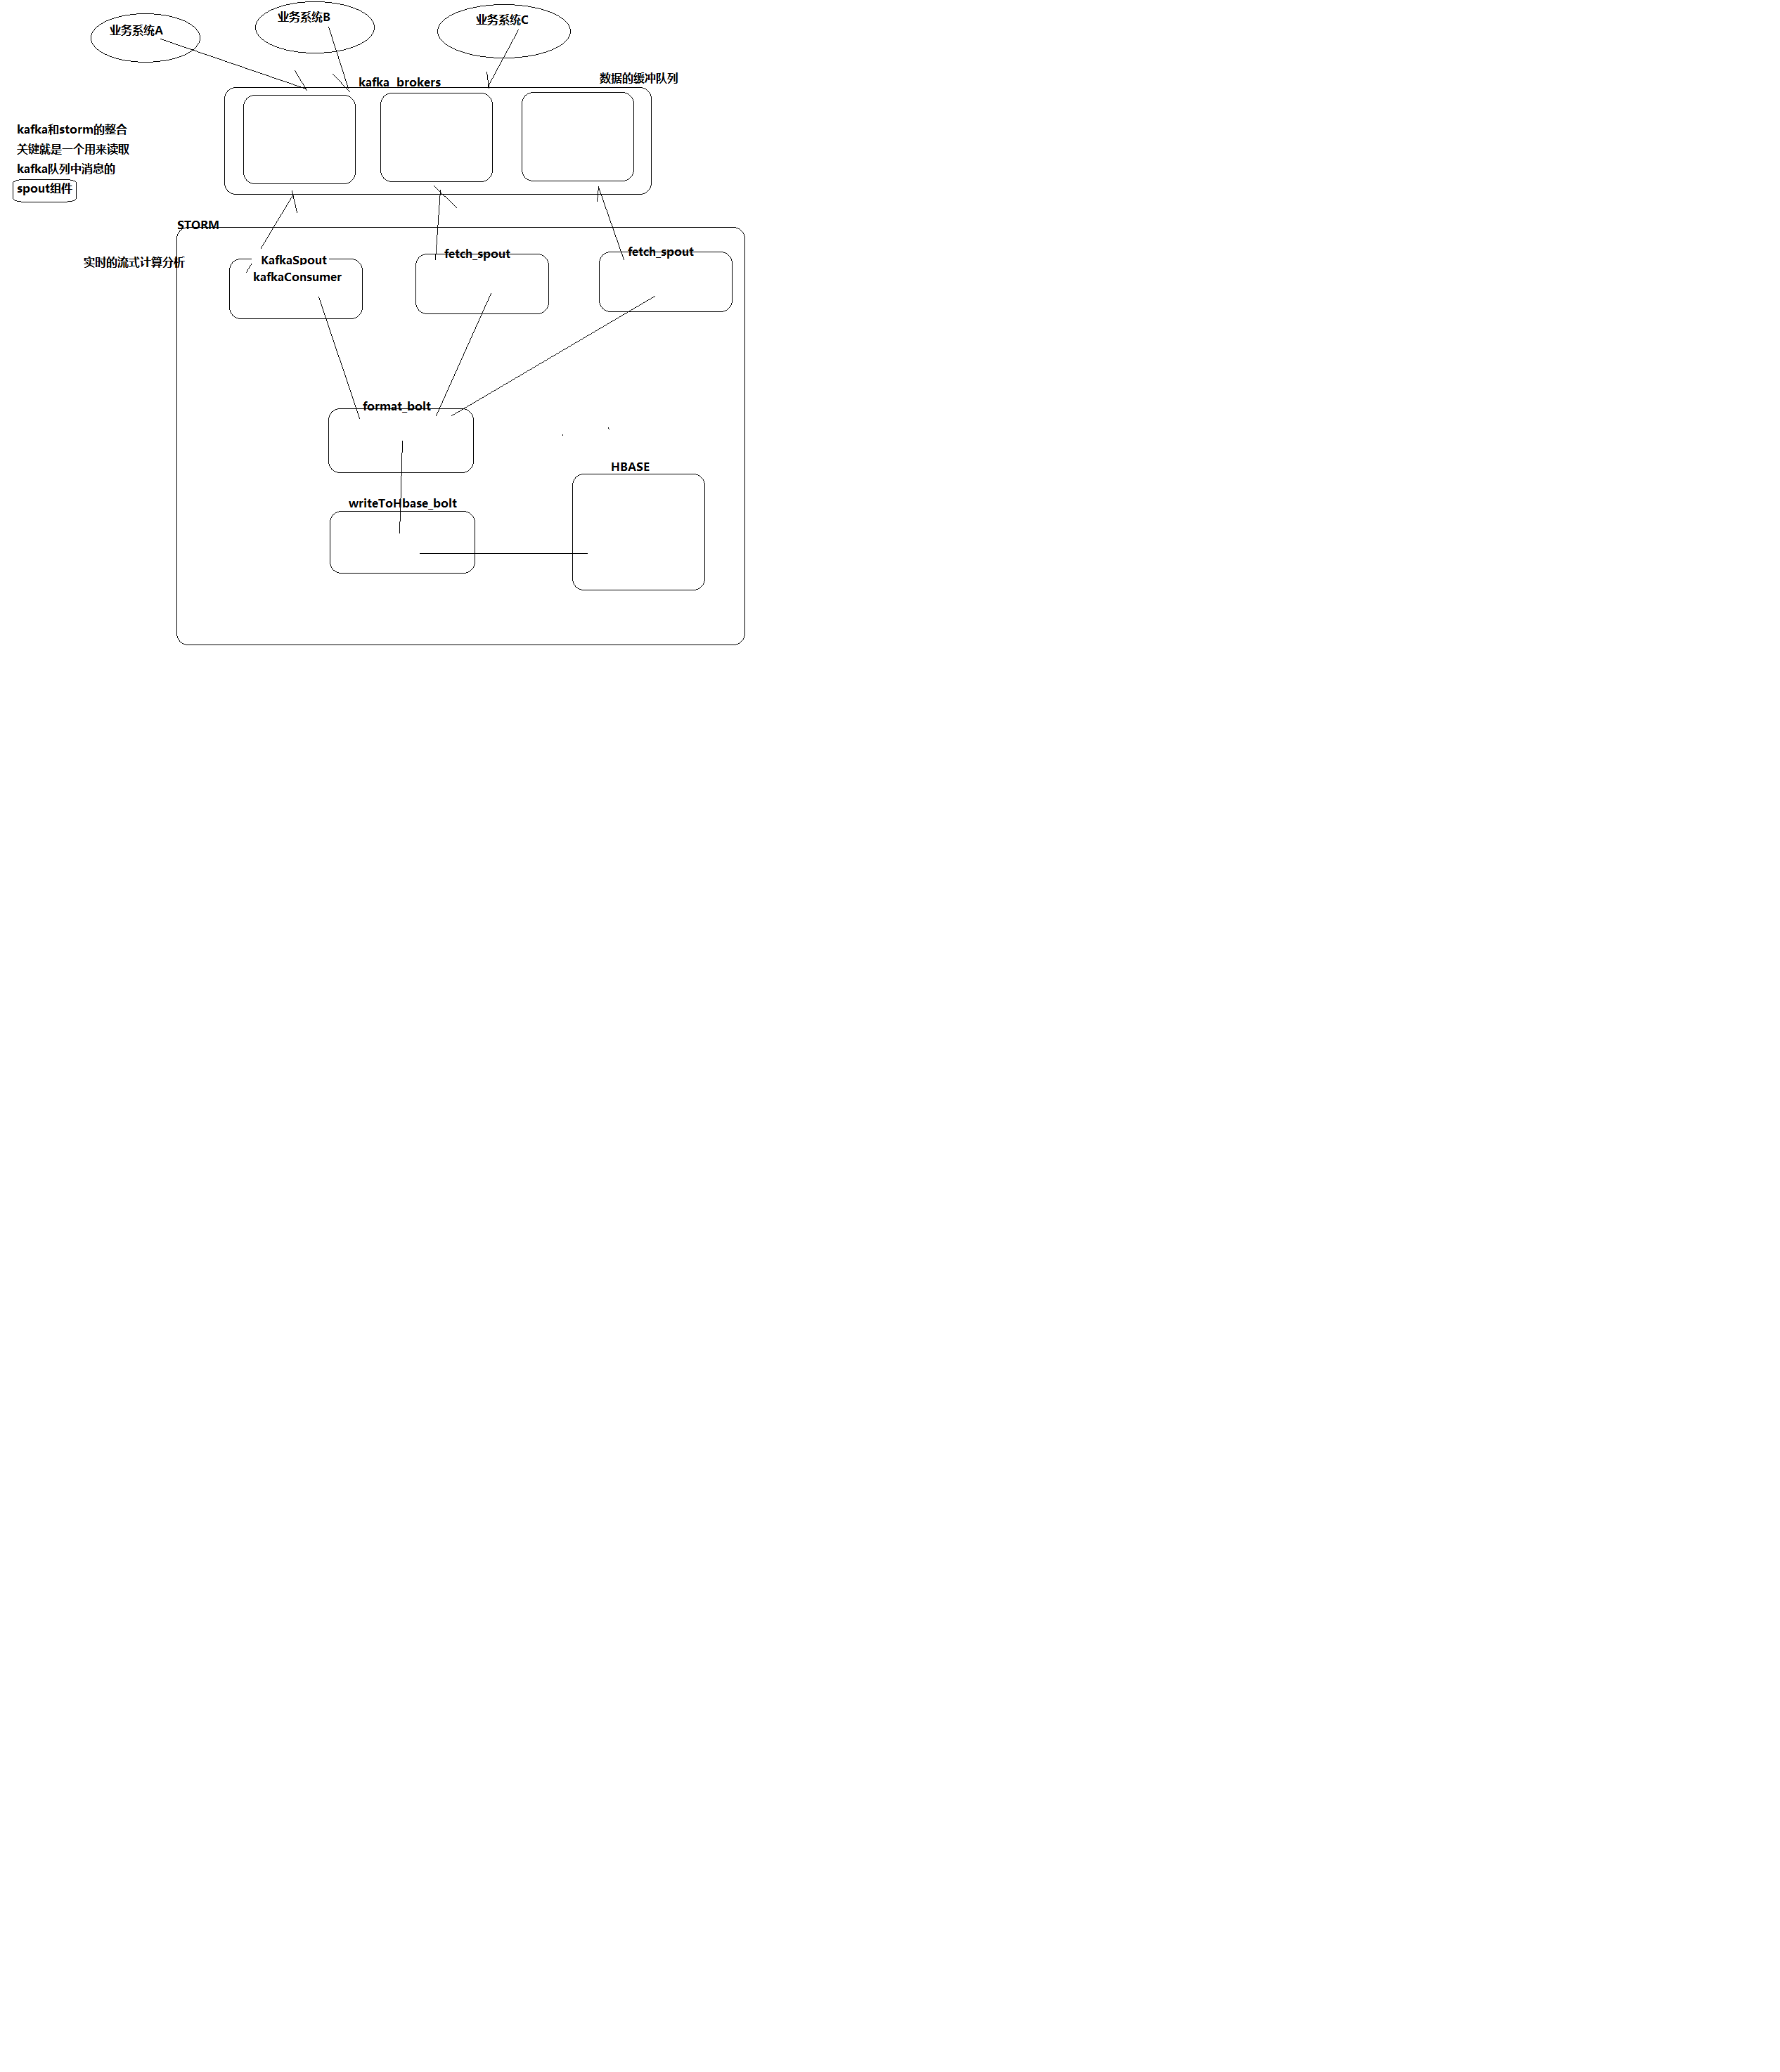 业务系统A
业务系统B
业务系统C
kafka_brokers
数据的缓冲队列
kafka和storm的整合
关键就是一个用来读取
kafka队列中消息的
spout组件
STORM
实时的流式计算分析
KafkaSpout
kafkaConsumer
fetch_spout
fetch_spout
format_bolt
HBASE
writeToHbase_bolt